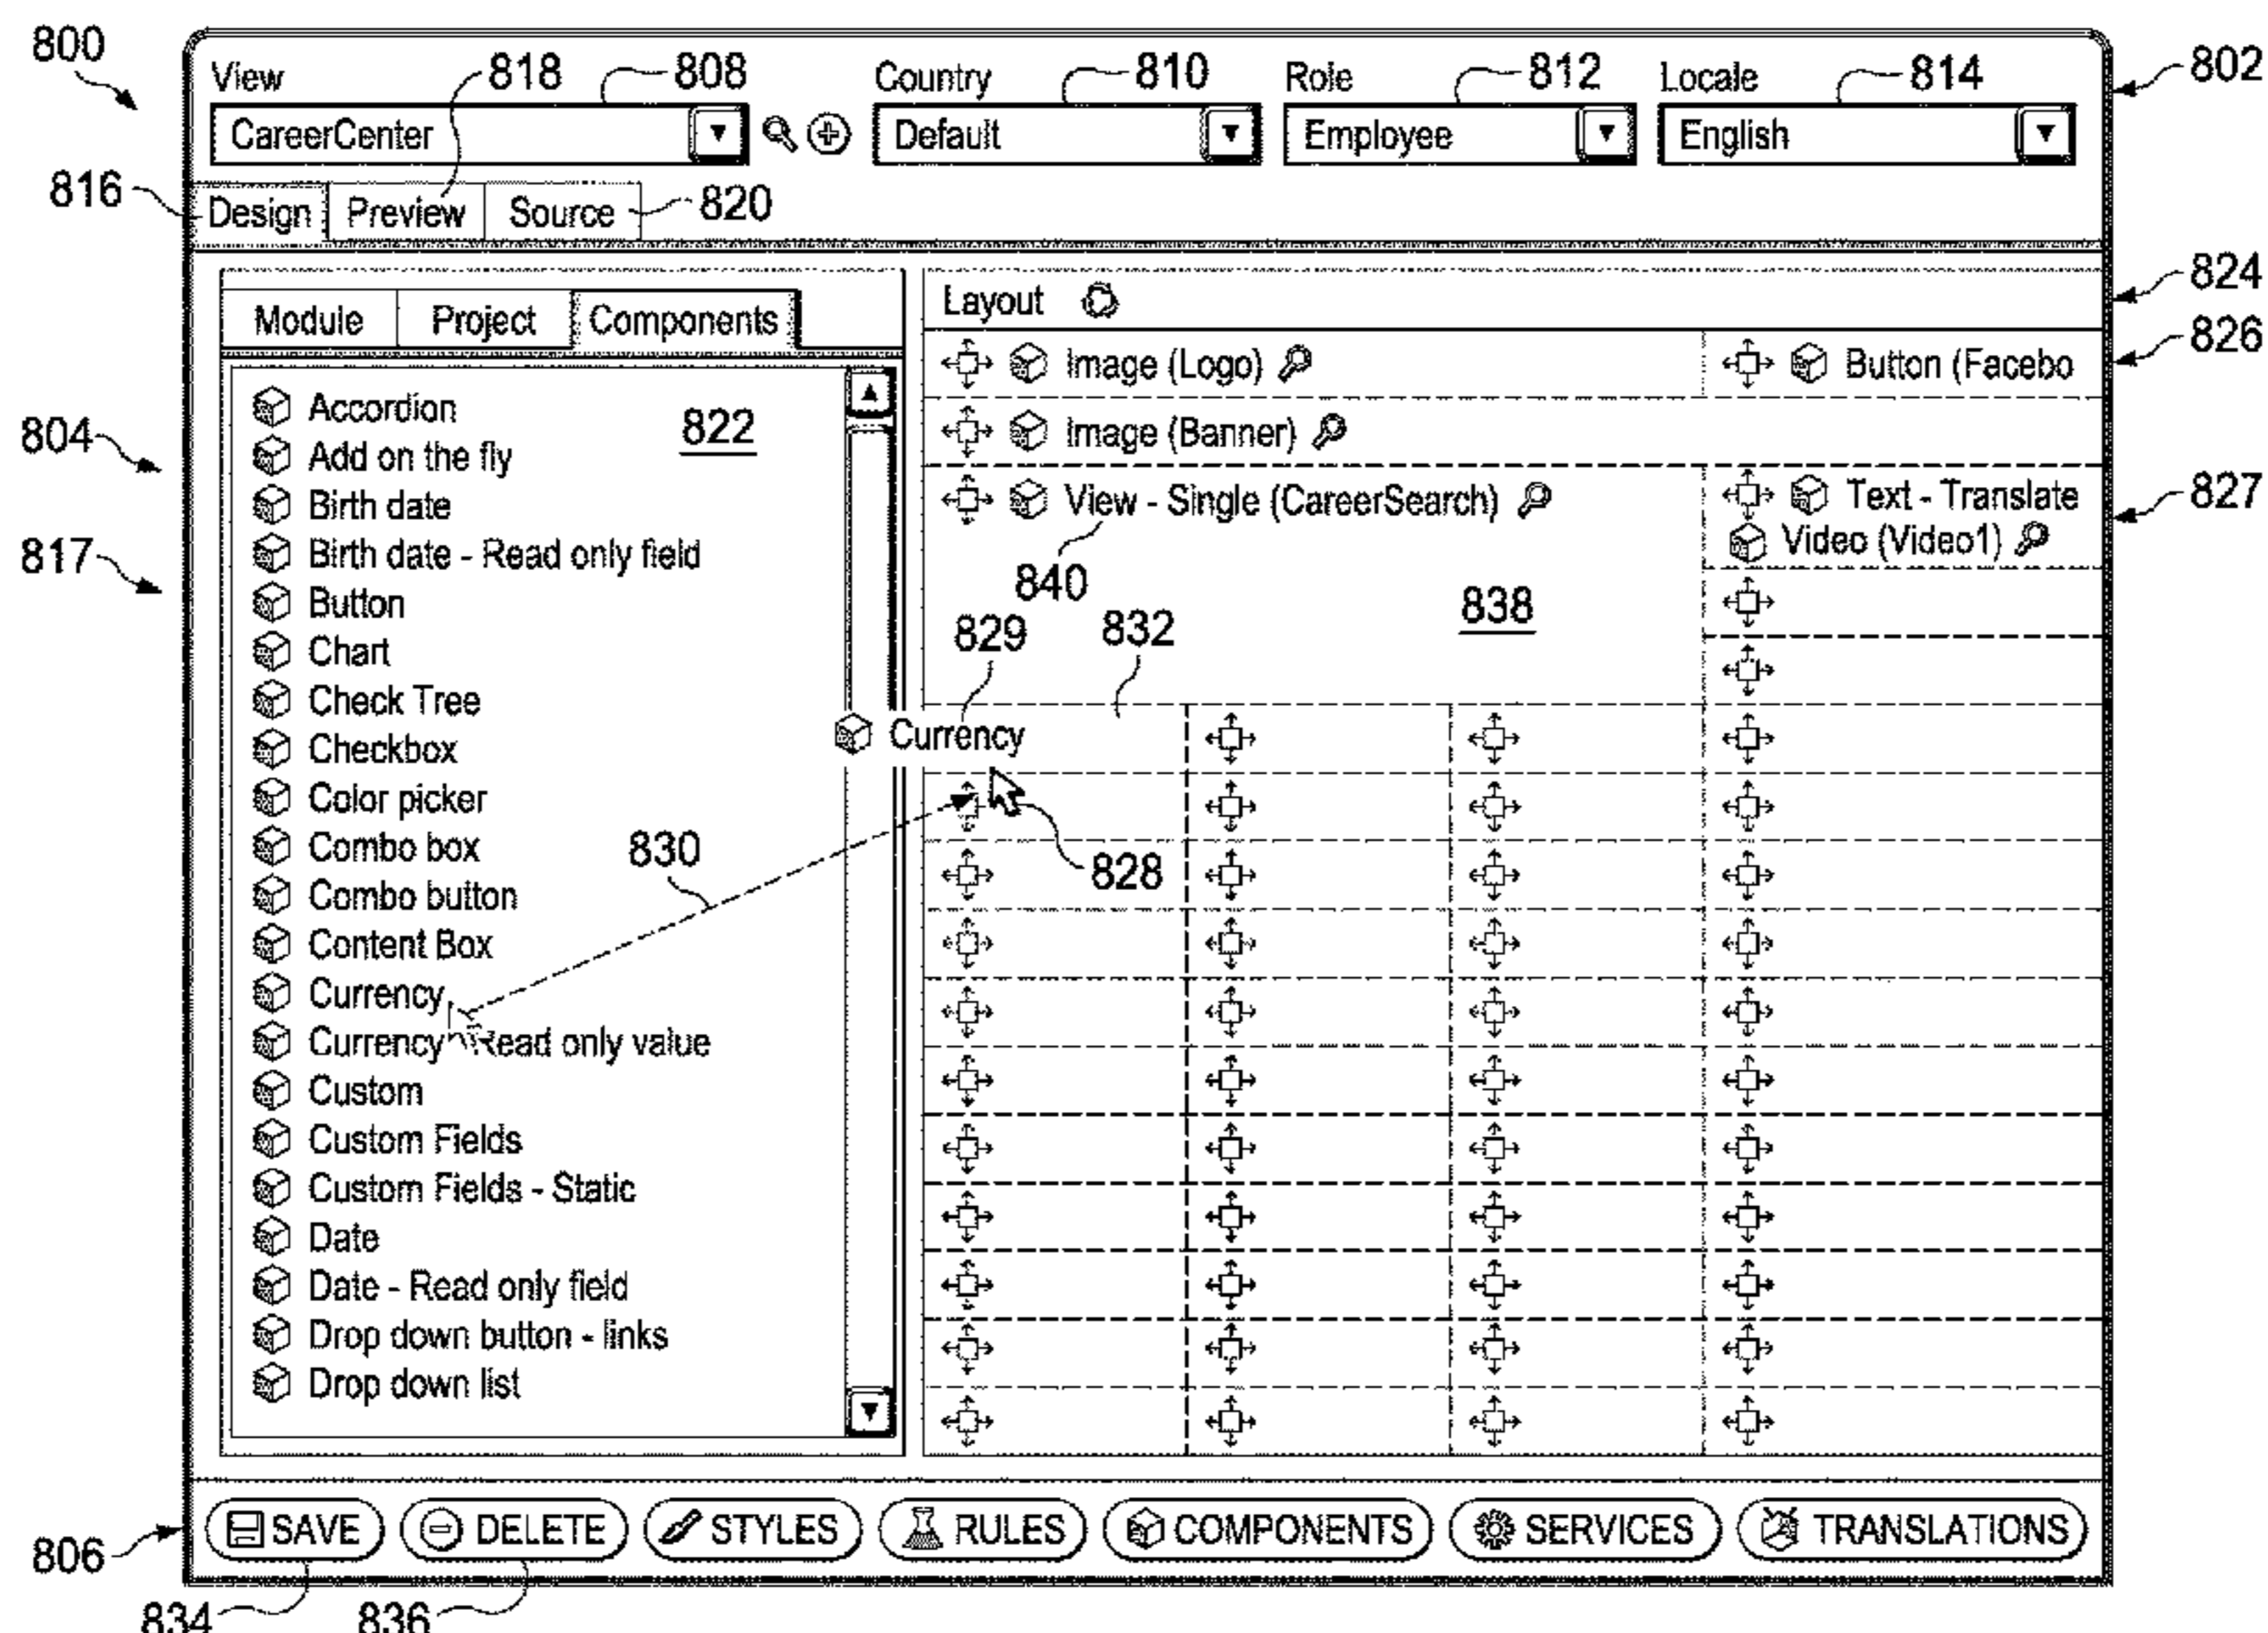 800
View 818 808 Country 810 Role 812 Locale 814 802
CareerCenter Default Employee English
816 Design Preview Source 820
824
Module Project Components Layout
826
Image (Logo) Button (Facebo
Accordion 822 Image (Banner)
804
Add on the fly
Birth date View - Single (CareerSearch) Text - Translate 827
817 Birth date - Read only field Video (Video1)
Button 840 838
Chart 829 832
Check Tree
Checkbox Currency
Color picker
Combo box 830 828
Combo button
Content Box
Currency
Currency Read only value
Custom
Custom Fields
Custom Fields - Static
Date
Date - Read only field
Drop down button - links
Drop down list
806 SAVE DELETE STYLES RULES COMPONENTS SERVICES TRANSLATIONS
834 836